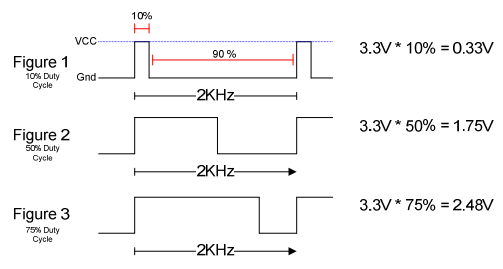 10%
VCC
90 %
3.3V * 10% = 0.33V
Figure 1
10% Duty
Cycle
Gnd
2KHz
Figure 2
50% Duty
Cycle
3.3V * 50% = 1.75V
2KHz
Figure 3
75% Duty
Cycle
3.3V * 75% = 2.48V
2KHz